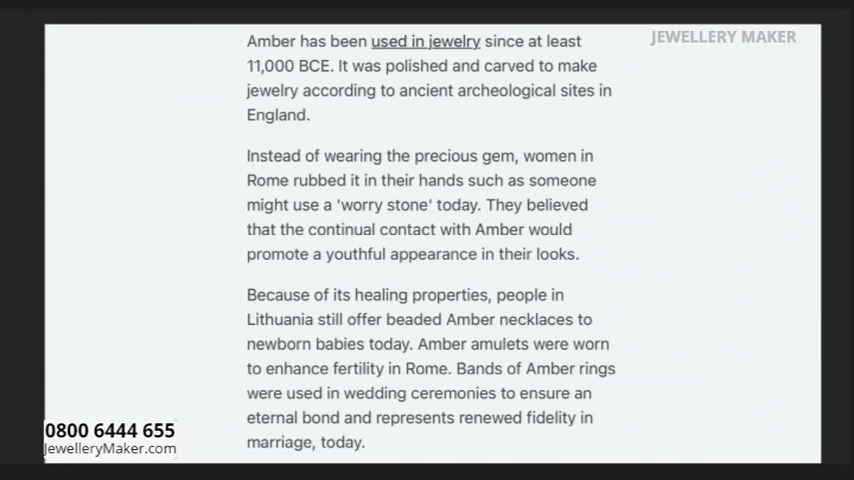 JEWELLERY MAKER
Amber has been used in jewelry since at least
11,000 BCE. It was polished and carved to make
jewelry according to ancient archeological sites in
England.
Instead of wearing the precious gem, women in
Rome rubbed it in their hands such as someone
might use a 'worry stone' today. They believed
that the continual contact with Amber would
promote a youthful appearance in their looks.
Because of its healing properties, people in
Lithuania still offer beaded Amber necklaces to
newborn babies today. Amber amulets were worn
to enhance fertility in Rome. Bands of Amber rings
were used in wedding ceremonies to ensure an
eternal bond and represents renewed fidelity in
marriage, today.
0800 6444 655
JewelleryMaker.com